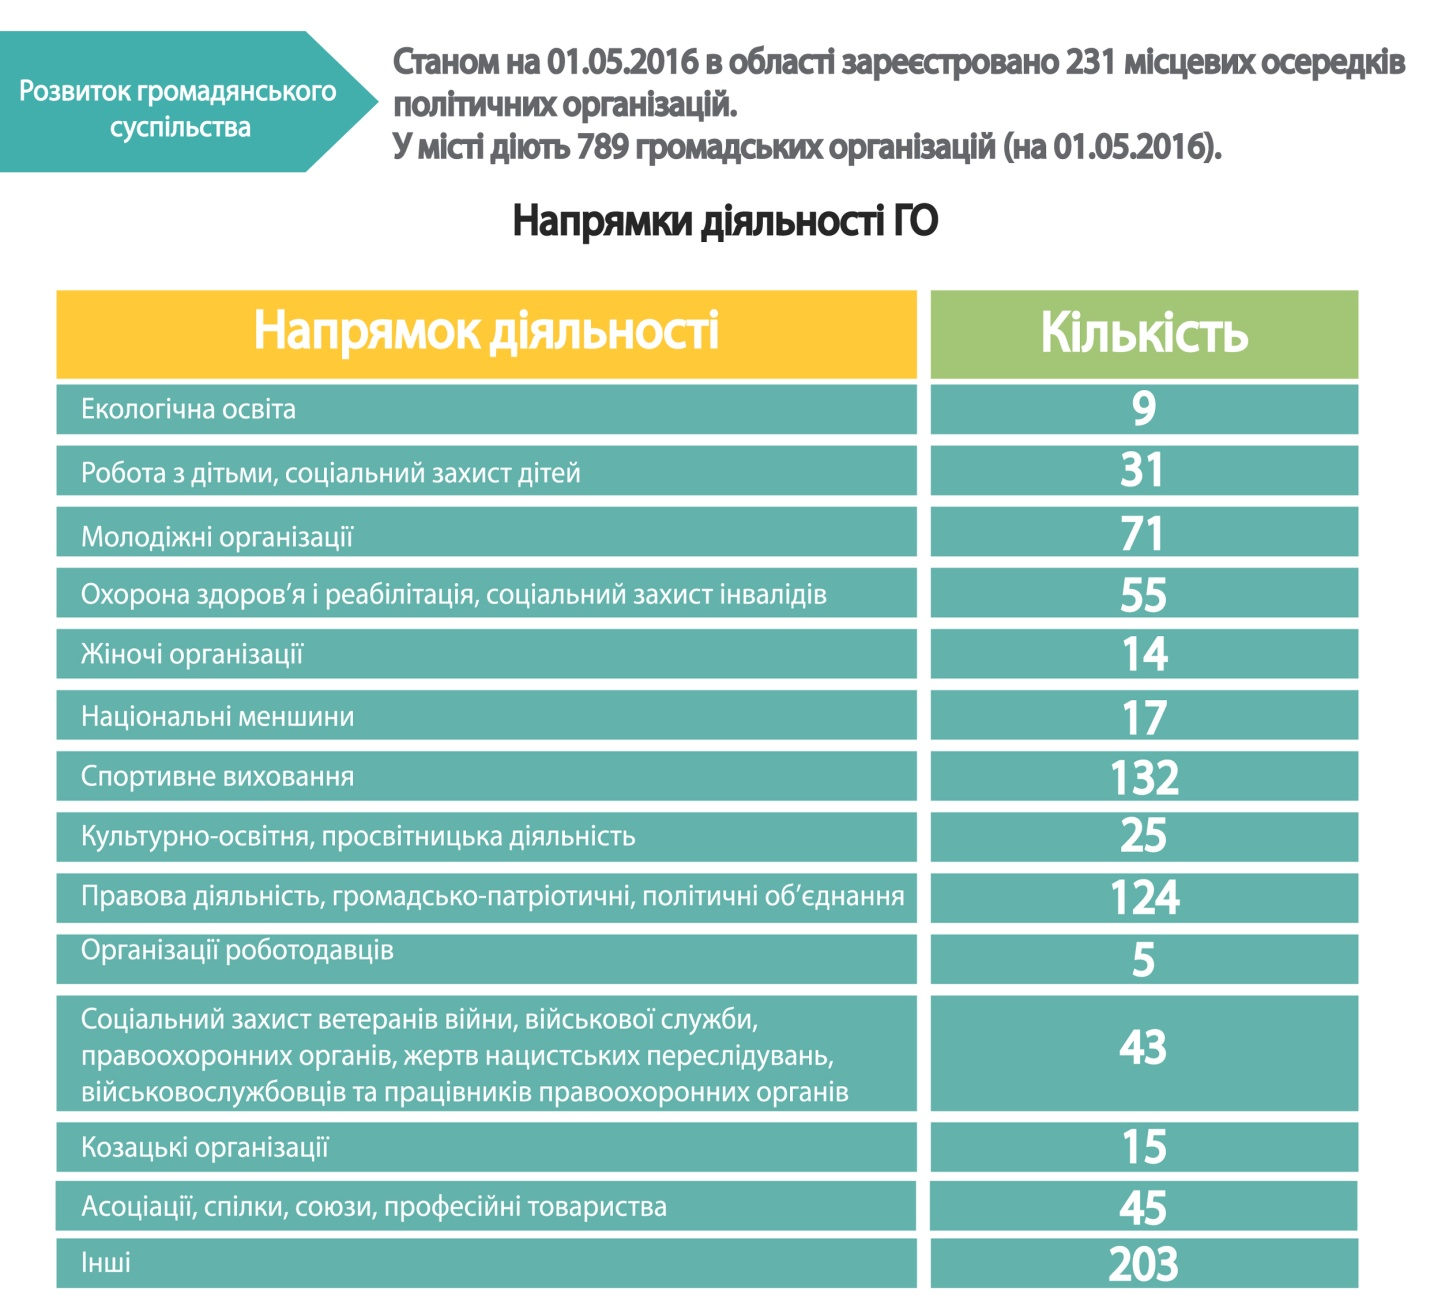 Розвиток громадянського
суспільства
Станом на 01.05.2016 в області зареєстровано 231 місцевих осередків
політичних організацій.
У місті діють 789 громадських організацій (на 01.05.2016).
Напрямки діяльності ГО
Напрямок діяльності Кількість
Екологічна освіта 9
Робота з дітьми, соціальний захист дітей 31
Молодіжні організації 71
Охорона здоров’я і реабілітація, соціальний захист інвалідів 55
Жіночі організації 14
Національні меншини 17
Спортивне виховання 132
Культурно-освітня, просвітницька діяльність 25
Правова діяльність, громадсько-патріотичні, політичні об’єднання 124
Організації роботодавців 5
Соціальний захист ветеранів війни, військової служби,
правоохоронних органів, жертв нацистських переслідувань,
військовослужбовців та працівників правоохоронних органів
43
Козацькі організації 15
Асоціації, спілки, союзи, професійні товариства 45
Інші 203